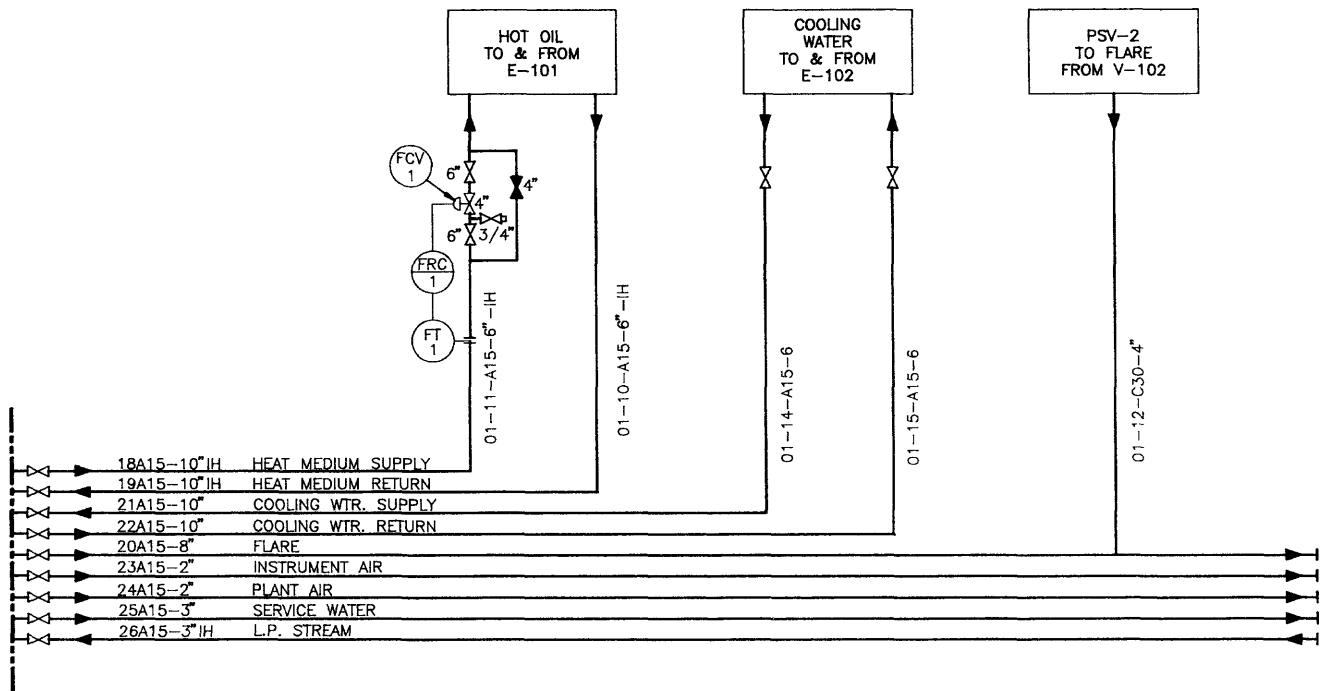 HOT OIL
TO & FROM
E-101
COOLING
WATER
TO & FROM
E-102
PSV-2
TO FLARE
FROM V-102
FCV
1
6"
4"
4"
6"
3/4"
FRC
1
FT
1
01-11-A15-6"-IH
01-10-A15-6"-IH
01-14-A15-6
01-15-A15-6
01-12-C30-4"
18A15-10"IH HEAT MEDIUM SUPPLY
19A15-10"IH HEAT MEDIUM RETURN
21A15-10" COOLING WTR. SUPPLY
22A15-10" COOLING WTR. RETURN
20A15-8" FLARE
23A15-2" INSTRUMENT AIR
24A15-2" PLANT AIR
25A15-3" SERVICE WATER
26A15-3"IH L.P. STREAM